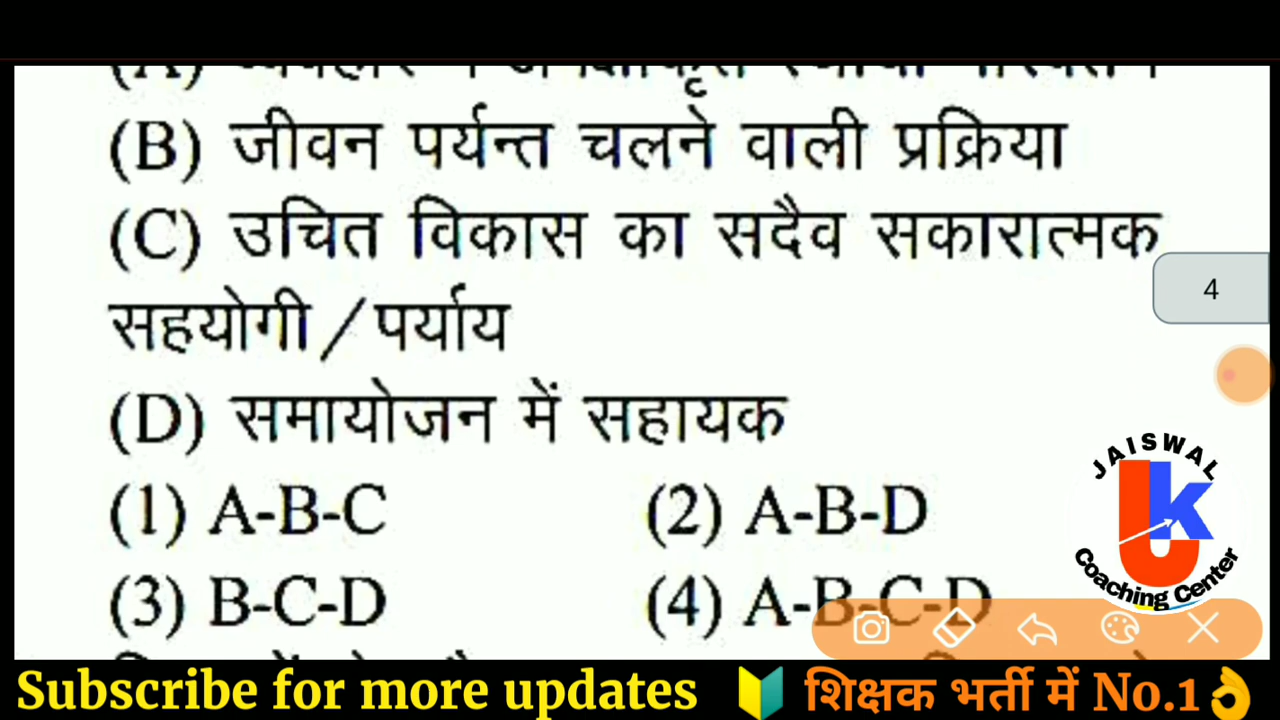 (B) जीवन पर्यन्त चलने वाली प्रक्रिया
(C) उचित विकास का सदैव सकारात्मक
सहयोगी/पर्याय
4
(D) समायोजन में सहायक
(1) A-B-C (2) A-B-D
(3) B-C-D (4) A-B-C-D
JAISWAL
JK
Coaching Center
Subscribe for more updates 🔰 शिक्षक भर्ती में No.1👌